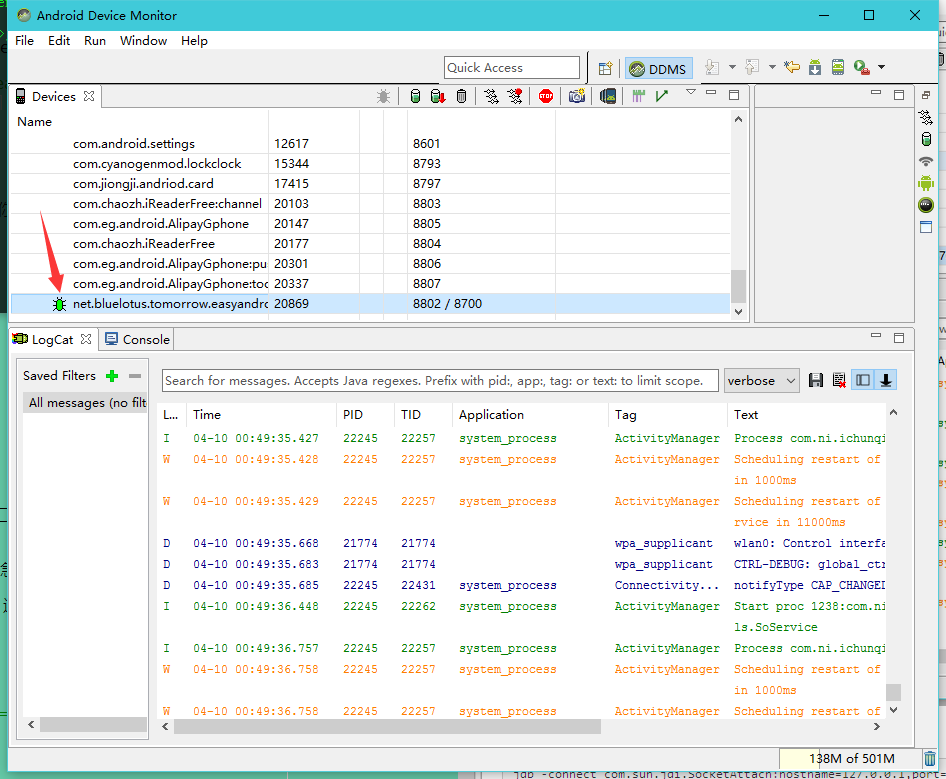 Android Device Monitor
File Edit Run Window Help
Quick Access
DDMS
Devices
Name
com.android.settings 12617 8601
com.cyanogenmod.lockclock 15344 8793
com.jiongji.andriod.card 17415 8797
com.chaozh.iReaderFree:channel 20103 8803
com.eg.android.AlipayGphone 20147 8805
com.chaozh.iReaderFree 20177 8804
com.eg.android.AlipayGphone:pu 20301 8806
com.eg.android.AlipayGphone:too 20337 8807
net.bluelotus.tomorrow.easyandro 20869 8802 / 8700
LogCat Console
Saved Filters
All messages (no filt
Search for messages. Accepts Java regexes. Prefix with pid:, app:, tag: or text: to limit scope. verbose
L... Time PID TID Application Tag Text
I 04-10 00:49:35.427 22245 22257 system_process ActivityManager Process com.ni.ichunqi
W 04-10 00:49:35.428 22245 22257 system_process ActivityManager Scheduling restart of
in 1000ms
W 04-10 00:49:35.429 22245 22257 system_process ActivityManager Scheduling restart of
rvice in 11000ms
D 04-10 00:49:35.668 21774 21774 wpa_supplicant wlan0: Control interfa
D 04-10 00:49:35.683 21774 21774 wpa_supplicant CTRL-DEBUG: global_ctr
D 04-10 00:49:35.685 22245 22431 system_process Connectivity... notifyType CAP_CHANGED
I 04-10 00:49:36.448 22245 22262 system_process ActivityManager Start proc 1238:com.ni
ls.SoService
I 04-10 00:49:36.757 22245 22257 system_process ActivityManager Process com.ni.ichunqi
W 04-10 00:49:36.758 22245 22257 system_process ActivityManager Scheduling restart of
in 1000ms
W 04-10 00:49:36.758 22245 22257 system_process ActivityManager Scheduling restart of
138M of 501M
jdb -connect com.sun.jdi.SocketAttach:hostname=127.0.0.1,port=